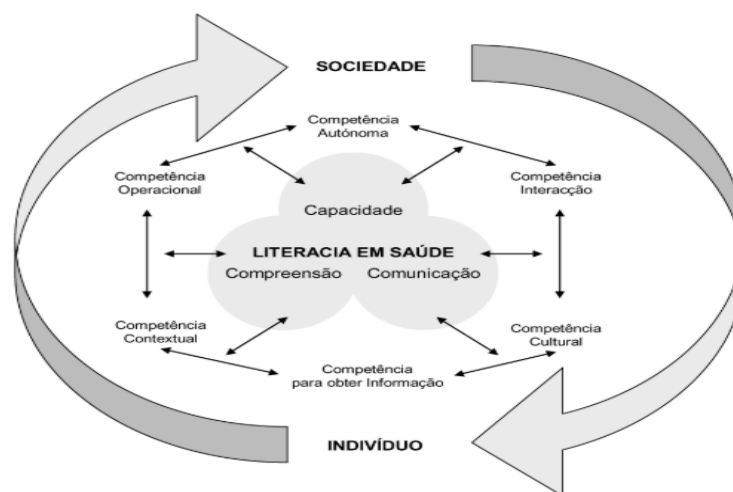 SOCIEDADE
Competência
Autónoma
Competência
Operacional
Competência
Interacção
Capacidade
LITERACIA EM SAÚDE
Compreensão
Comunicação
Competência
Contextual
Competência
Cultural
Competência
para obter Informação
INDIVÍDUO